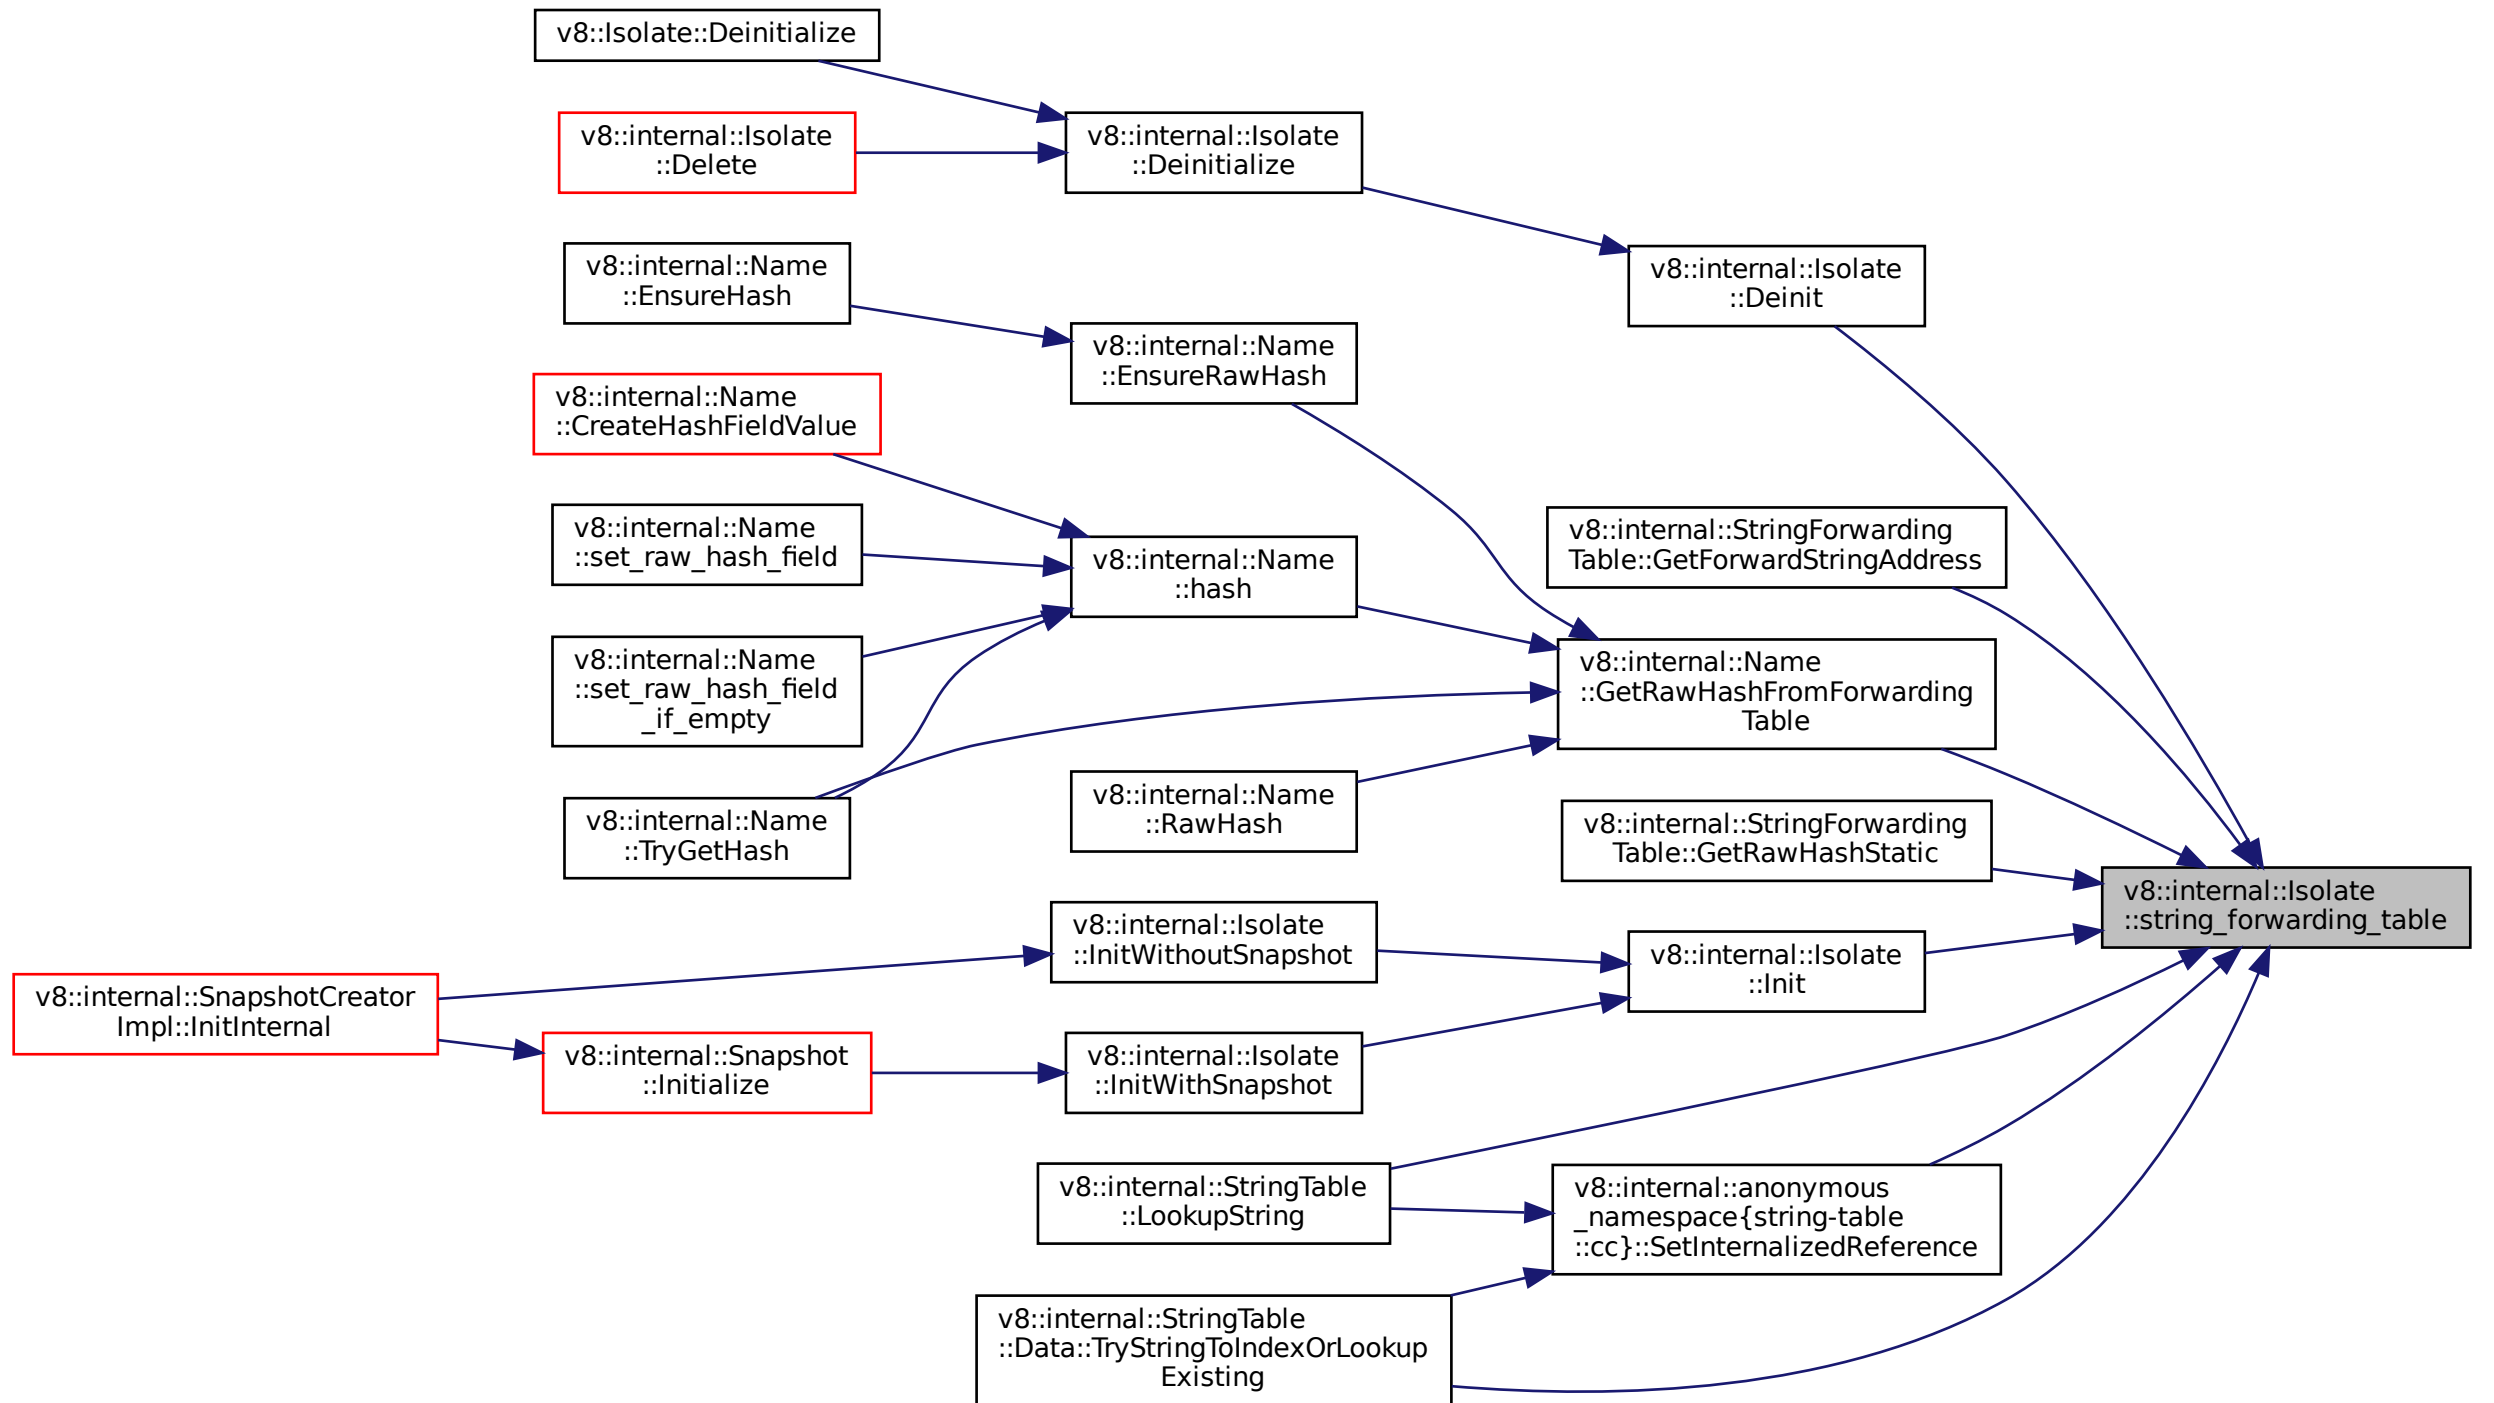 v8::Isolate::Deinitialize
v8::internal::Isolate
::Delete
v8::internal::Isolate
::Deinitialize
v8::internal::Name
::EnsureHash
v8::internal::Isolate
::Deinit
v8::internal::Name
::EnsureRawHash
v8::internal::Name
::CreateHashFieldValue
v8::internal::Name
::set_raw_hash_field
v8::internal::Name
::hash
v8::internal::StringForwarding
Table::GetForwardStringAddress
v8::internal::Name
::set_raw_hash_field
_if_empty
v8::internal::Name
::GetRawHashFromForwarding
Table
v8::internal::Name
::TryGetHash
v8::internal::Name
::RawHash
v8::internal::StringForwarding
Table::GetRawHashStatic
v8::internal::Isolate
::string_forwarding_table
v8::internal::Isolate
::InitWithoutSnapshot
v8::internal::Isolate
::Init
v8::internal::SnapshotCreator
Impl::InitInternal
v8::internal::Snapshot
::Initialize
v8::internal::Isolate
::InitWithSnapshot
v8::internal::StringTable
::LookupString
v8::internal::anonymous
_namespace{string-table
::cc}::SetInternalizedReference
v8::internal::StringTable
::Data::TryStringToIndexOrLookup
Existing